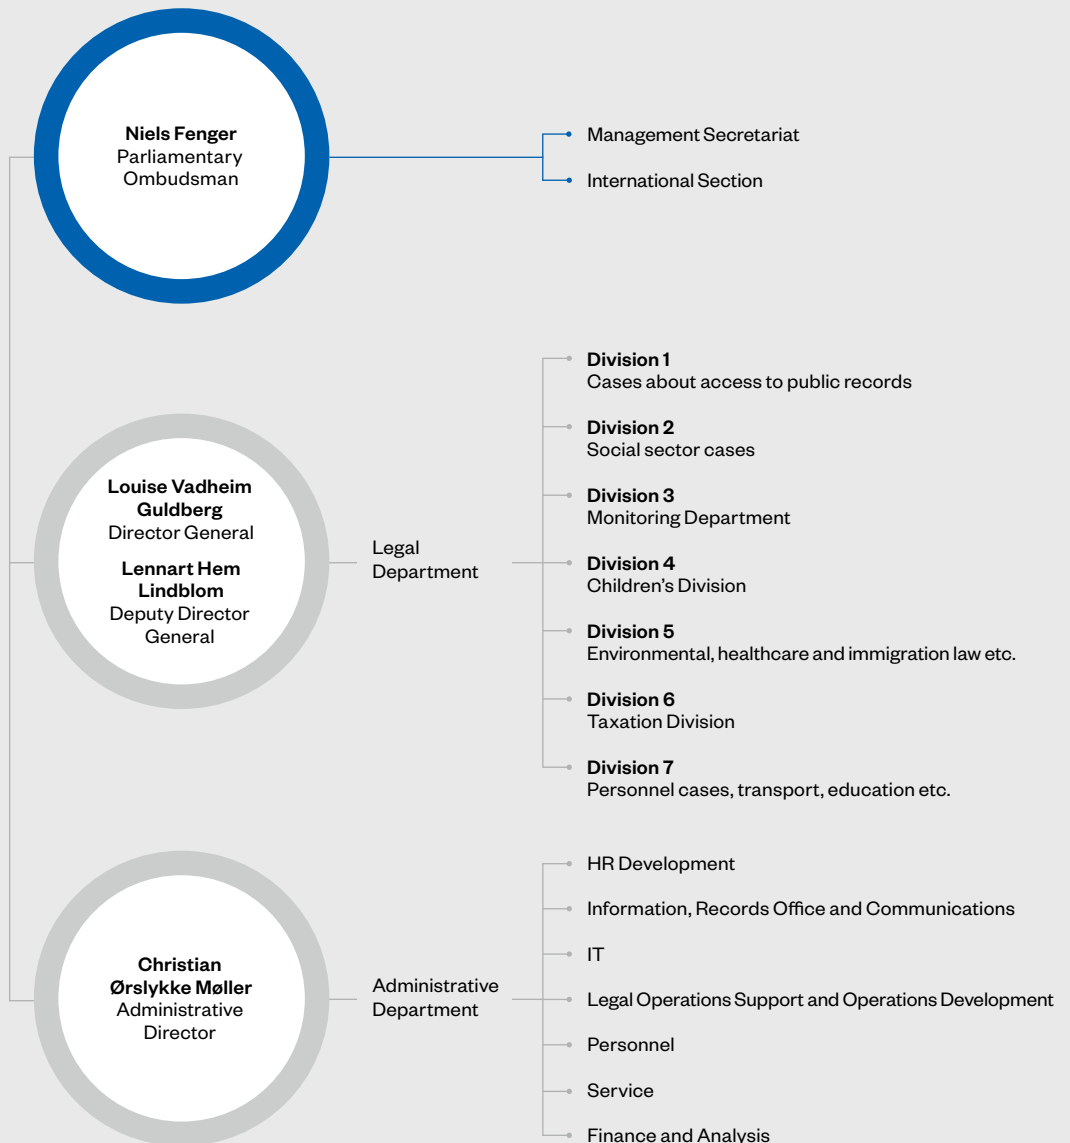 Niels Fenger
Parliamentary
Ombudsman
Management Secretariat
International Section
Louise Vadheim
Guldberg
Director General
Lennart Hem
Lindblom
Deputy Director
General
Legal
Department
Division 1
Cases about access to public records
Division 2
Social sector cases
Division 3
Monitoring Department
Division 4
Children’s Division
Division 5
Environmental, healthcare and immigration law etc.
Division 6
Taxation Division
Division 7
Personnel cases, transport, education etc.
Christian
Ørslykke Møller
Administrative
Director
Administrative
Department
HR Development
Information, Records Office and Communications
IT
Legal Operations Support and Operations Development
Personnel
Service
Finance and Analysis